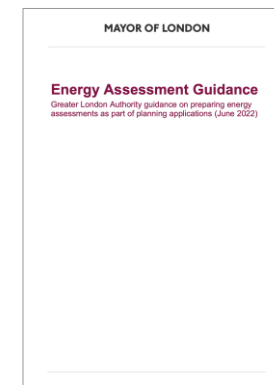 MAYOR OF LONDON
Energy Assessment Guidance
Greater London Authority guidance on preparing energy
assessments as part of planning applications (June 2022)